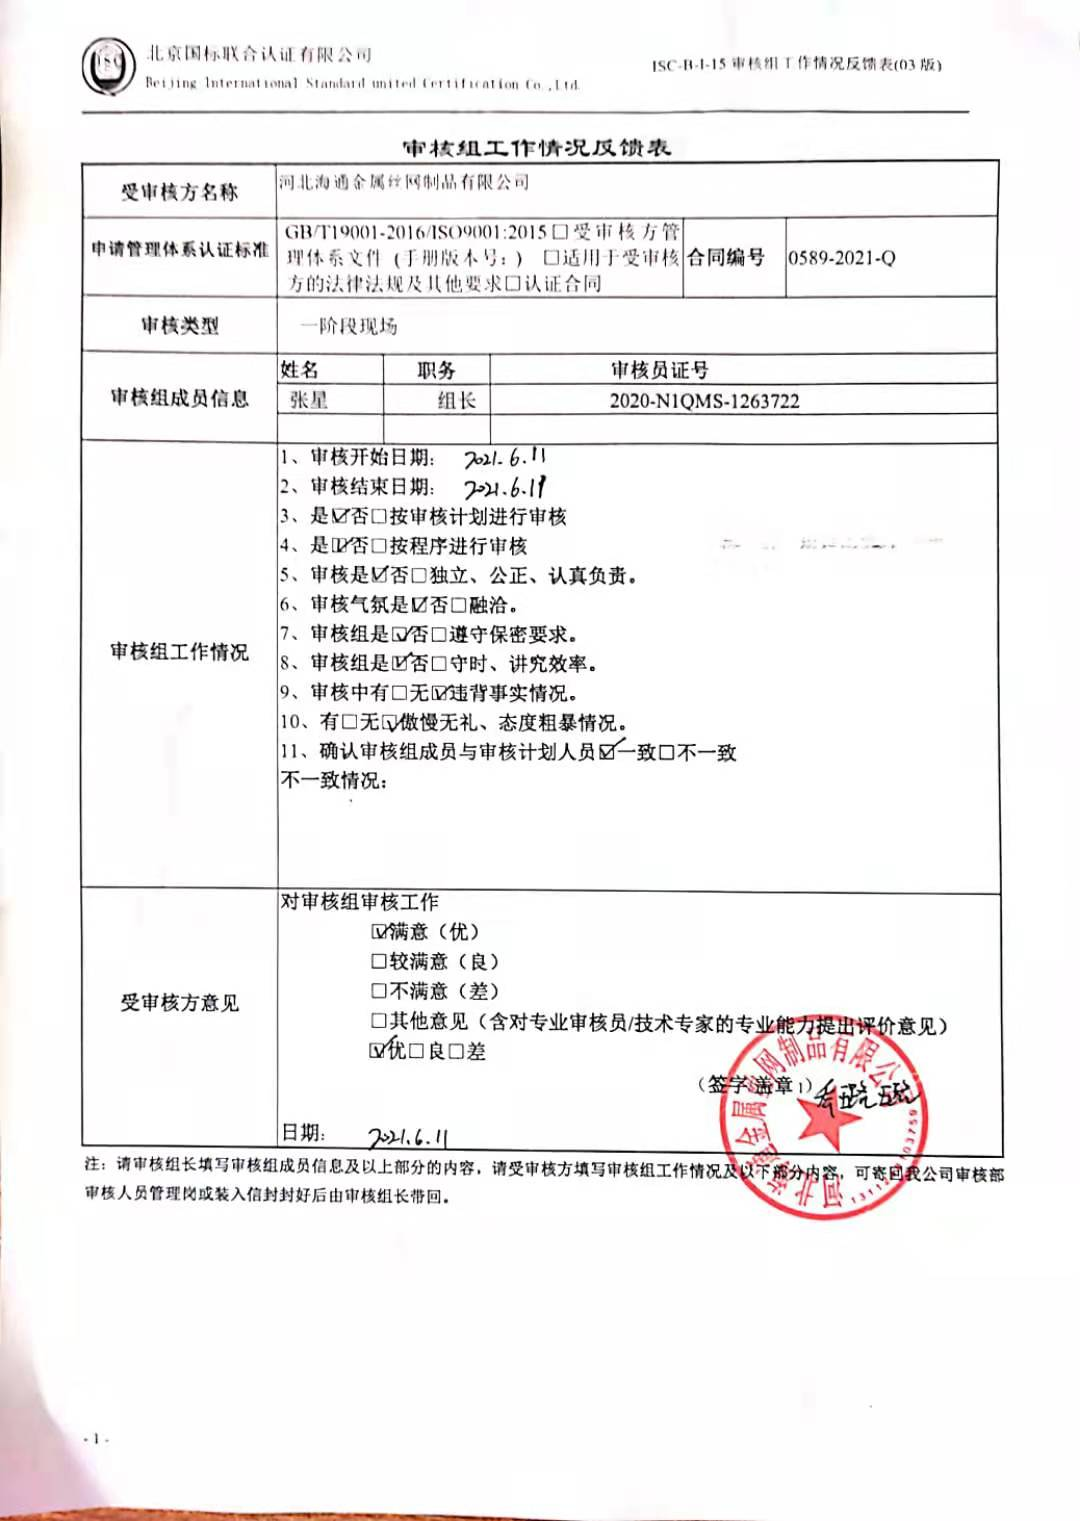 北京国标联合认证有限公司
Beijing International Standard united Certification Co.,Ltd.
ISC-B-I-15 审核组工作情况反馈表(03 版)
审核组工作情况反馈表
受审核方名称
河北海通金属丝网制品有限公司
申请管理体系认证标准
GB/T19001-2016/ISO9001:2015□受审核方管
理体系文件（手册版本号：） □适用于受审核
方的法律法规及其他要求□认证合同
合同编号
0589-2021-Q
审核类型
一阶段现场
审核组成员信息
姓名 职务 审核员证号
张星 组长 2020-N1QMS-1263722
审核组工作情况
1、审核开始日期： 2021.6.11
2、审核结束日期： 2021.6.11
3、是☑否□按审核计划进行审核
4、是☑否□按程序进行审核
5、审核是☑否□独立、公正、认真负责。
6、审核气氛是☑否□融洽。
7、审核组是☑否□遵守保密要求。
8、审核组是☑否□守时、讲究效率。
9、审核中有□无☑违背事实情况。
10、有□无☑傲慢无礼、态度粗暴情况。
11、确认审核组成员与审核计划人员☑一致□不一致
不一致情况：
受审核方意见
对审核组审核工作
☑满意（优）
□较满意（良）
□不满意（差）
□其他意见（含对专业审核员/技术专家的专业能力提出评价意见）
☑优□良□差
（签字 盖章）
日期： 2021.6.11
河北海通金属丝网制品有限公司
注：请审核组长填写审核组成员信息及以上部分的内容，请受审核方填写审核组工作情况及以下部分内容，可寄回我公司审核部
审核人员管理岗或装入信封封好后由审核组长带回。
- 1 -